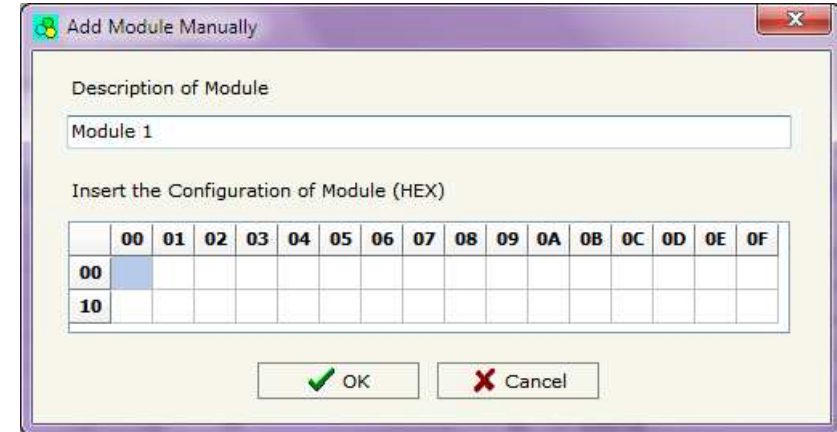 Add Module Manually
Description of Module
Module 1
Insert the Configuration of Module (HEX)
00 01 02 03 04 05 06 07 08 09 0A 0B 0C 0D 0E 0F
00
10
OK Cancel